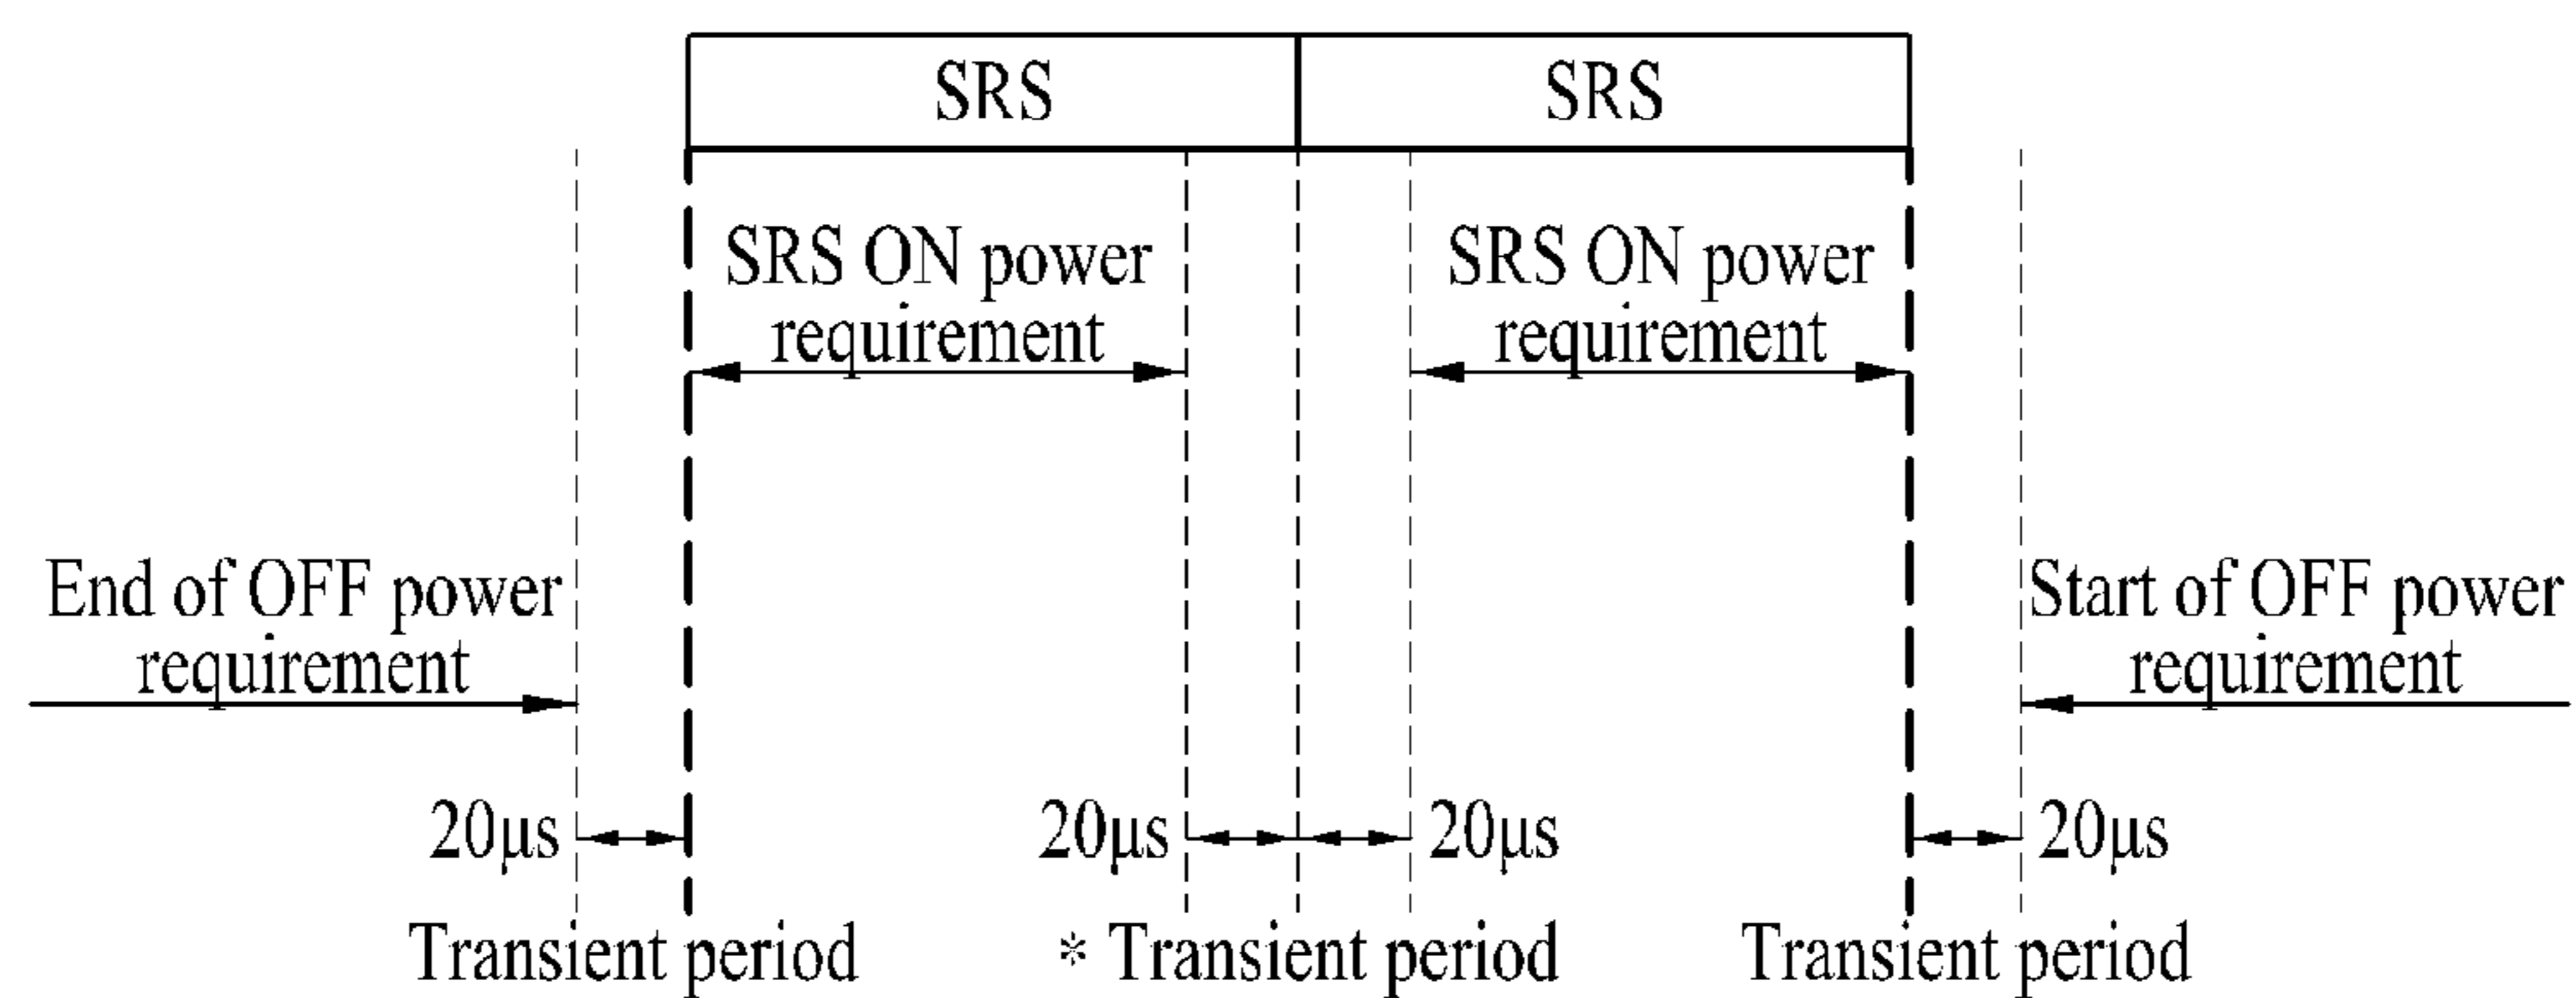 SRS
SRS
SRS ON power
requirement
SRS ON power
requirement
End of OFF power
requirement
Start of OFF power
requirement
20μs
20μs
20μs
20μs
Transient period
* Transient period
Transient period